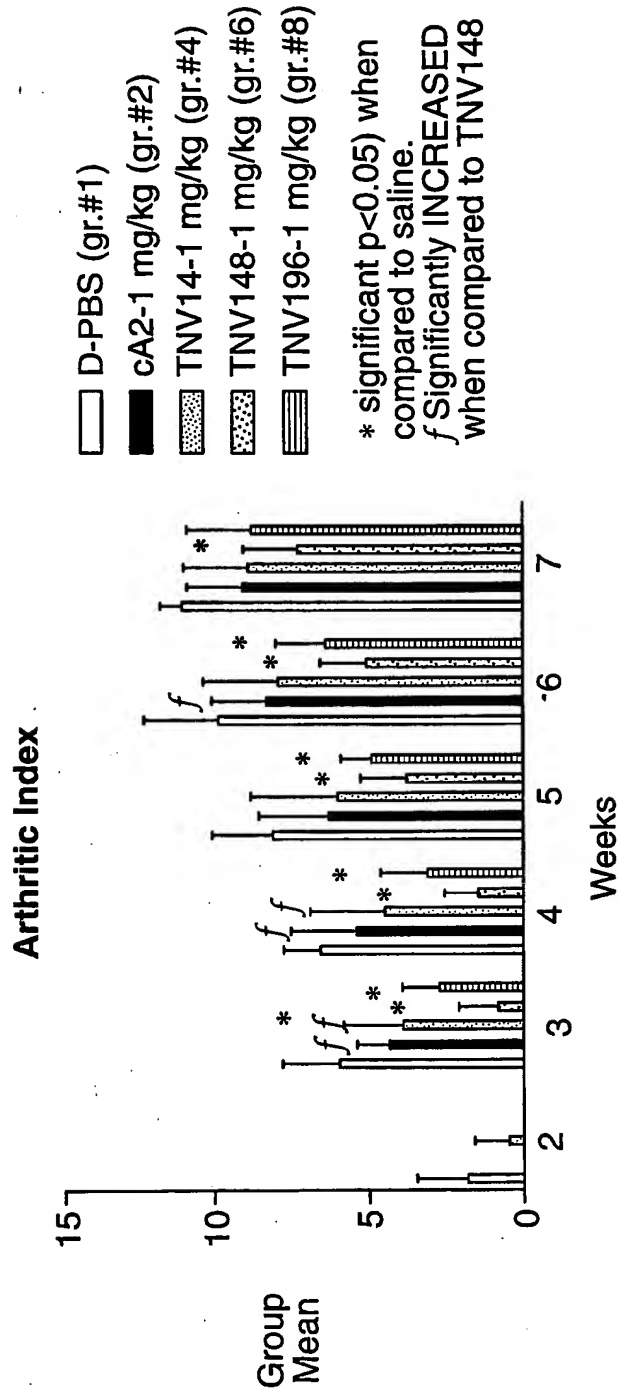 Arthritic Index
D-PBS (gr.#1)
cA2-1 mg/kg (gr.#2)
TNV14-1 mg/kg (gr.#4)
TNV148-1 mg/kg (gr.#6)
TNV196-1 mg/kg (gr.#8)
* significant p<0.05) when
compared to saline.
ƒ Significantly INCREASED
when compared to TNV148
Group
Mean
15
10
5
0
ƒ ƒ * * *
ƒ ƒ * *
* *
ƒ * *
*
2 3 4 5 6 7
Weeks